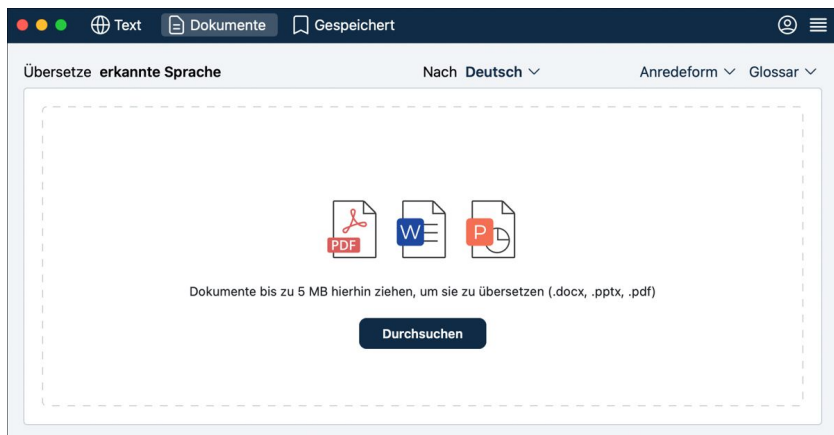 Text Dokumente Gespeichert
Übersetze erkannte Sprache Nach Deutsch Anredeform Glossar
PDF W P
Dokumente bis zu 5 MB hierhin ziehen, um sie zu übersetzen (.docx, .pptx, .pdf)
Durchsuchen